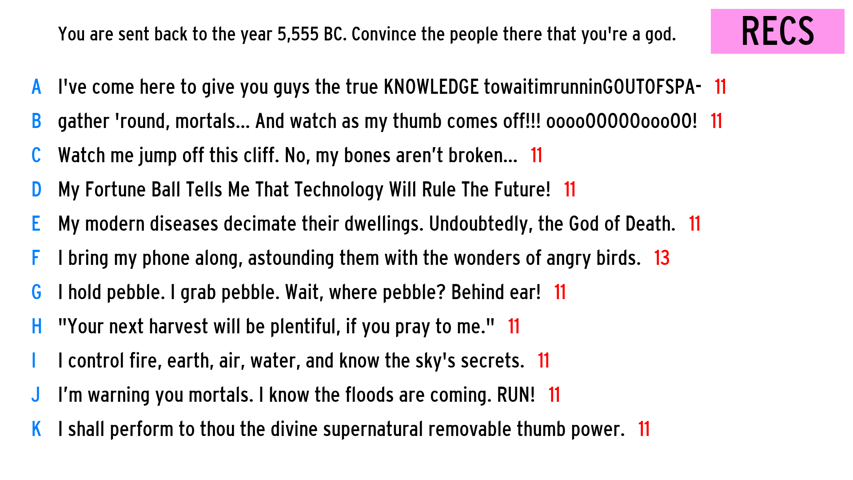 You are sent back to the year 5,555 BC. Convince the people there that you're a god.
RECS
A I've come here to give you guys the true KNOWLEDGE towaitimrunninGOUTOFSPA- 11
B gather 'round, mortals... And watch as my thumb comes off!!! oooo00000ooo00! 11
C Watch me jump off this cliff. No, my bones aren’t broken... 11
D My Fortune Ball Tells Me That Technology Will Rule The Future! 11
E My modern diseases decimate their dwellings. Undoubtedly, the God of Death. 11
F I bring my phone along, astounding them with the wonders of angry birds. 13
G I hold pebble. I grab pebble. Wait, where pebble? Behind ear! 11
H "Your next harvest will be plentiful, if you pray to me." 11
I I control fire, earth, air, water, and know the sky's secrets. 11
J I’m warning you mortals. I know the floods are coming. RUN! 11
K I shall perform to thou the divine supernatural removable thumb power. 11